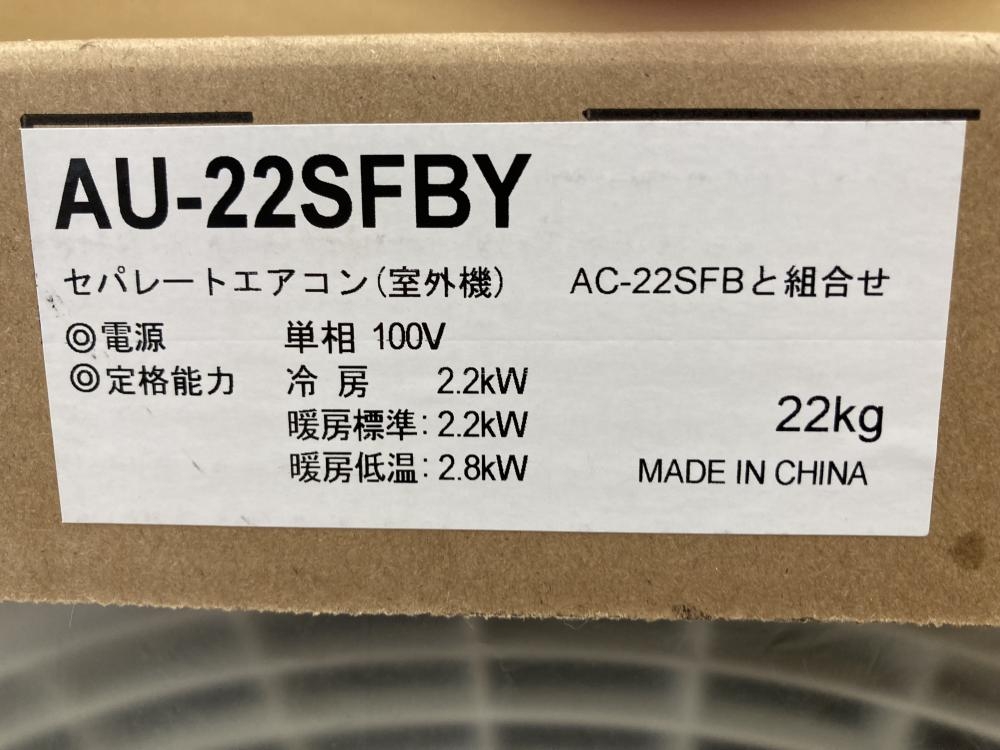 AU-22SFBY
セパレートエアコン(室外機) AC-22SFBと組合せ
◎電源 単相 100V
◎定格能力 冷房 2.2kW
暖房標準:2.2kW
暖房低温:2.8kW
22kg
MADE IN CHINA